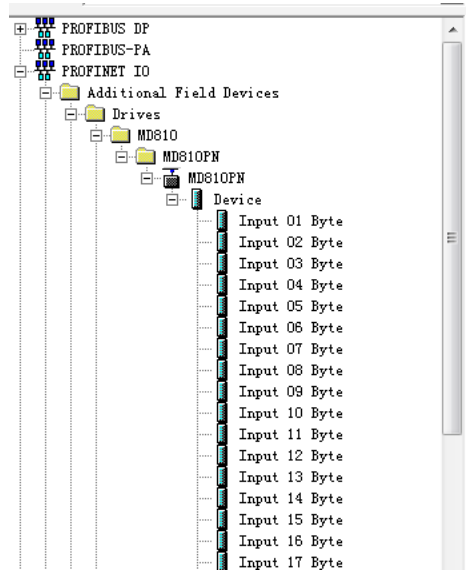 PROFIBUS DP
PROFIBUS-PA
PROFINET IO
Additional Field Devices
Drives
MD810
MD810PN
MD810PN
Device
Input 01 Byte
Input 02 Byte
Input 03 Byte
Input 04 Byte
Input 05 Byte
Input 06 Byte
Input 07 Byte
Input 08 Byte
Input 09 Byte
Input 10 Byte
Input 11 Byte
Input 12 Byte
Input 13 Byte
Input 14 Byte
Input 15 Byte
Input 16 Byte
Input 17 Byte